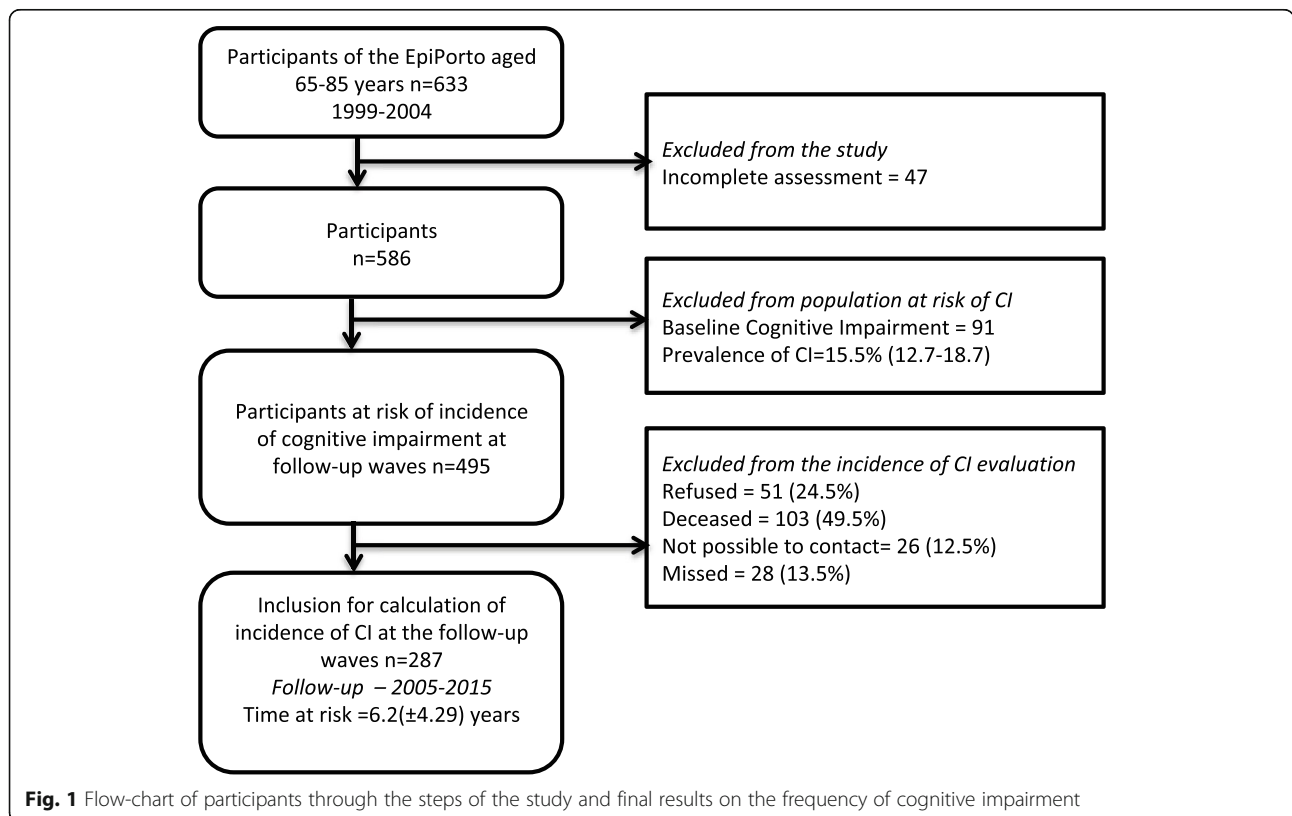 Participants of the EpiPorto aged
65-85 years n=633
1999-2004
Excluded from the study
Incomplete assessment = 47
Participants
n=586
Excluded from population at risk of CI
Baseline Cognitive Impairment = 91
Prevalence of CI=15.5% (12.7-18.7)
Participants at risk of incidence
of cognitive impairment at
follow-up waves n=495
Excluded from the incidence of CI evaluation
Refused = 51 (24.5%)
Deceased = 103 (49.5%)
Not possible to contact= 26 (12.5%)
Missed = 28 (13.5%)
Inclusion for calculation of
incidence of CI at the follow-up
waves n=287
Follow-up – 2005-2015
Time at risk =6.2(±4.29) years
Fig. 1 Flow-chart of participants through the steps of the study and final results on the frequency of cognitive impairment